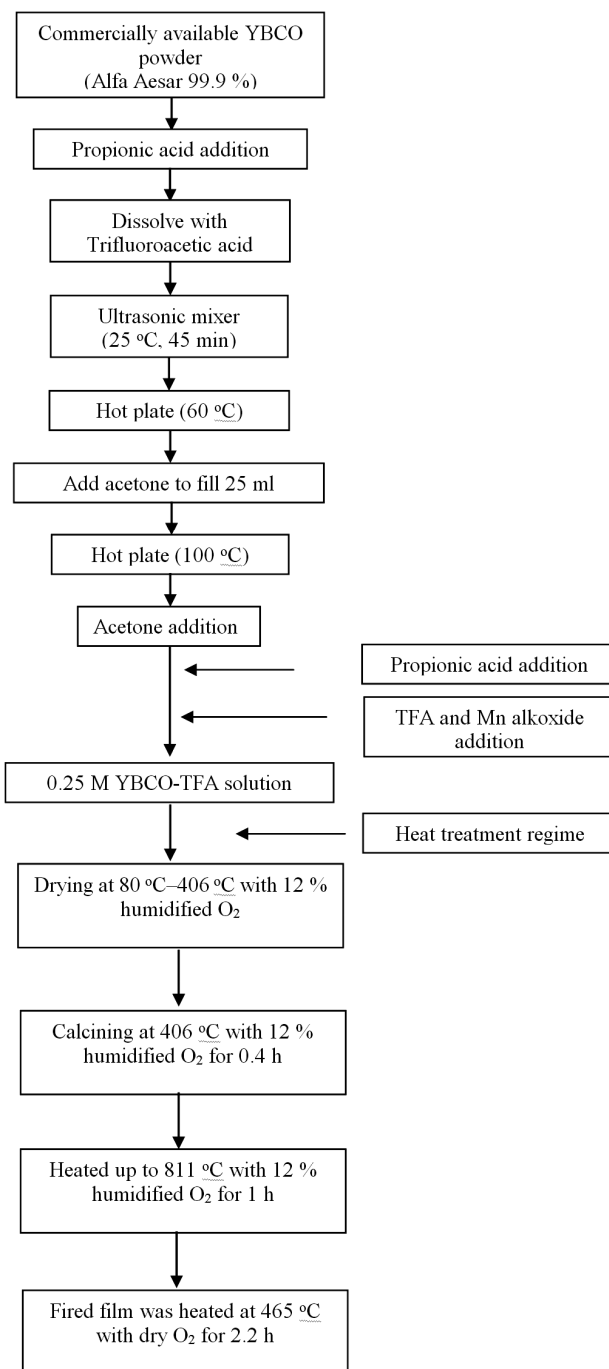 Commercially available YBCO
powder
(Alfa Aesar 99.9 %)
Propionic acid addition
Dissolve with
Trifluoroacetic acid
Ultrasonic mixer
(25 °C, 45 min)
Hot plate (60 °C)
Add acetone to fill 25 ml
Hot plate (100 °C)
Acetone addition
Propionic acid addition
TFA and Mn alkoxide
addition
0.25 M YBCO-TFA solution
Heat treatment regime
Drying at 80 °C–406 °C with 12 %
humidified O₂
Calcining at 406 °C with 12 %
humidified O₂ for 0.4 h
Heated up to 811 °C with 12 %
humidified O₂ for 1 h
Fired film was heated at 465 °C
with dry O₂ for 2.2 h